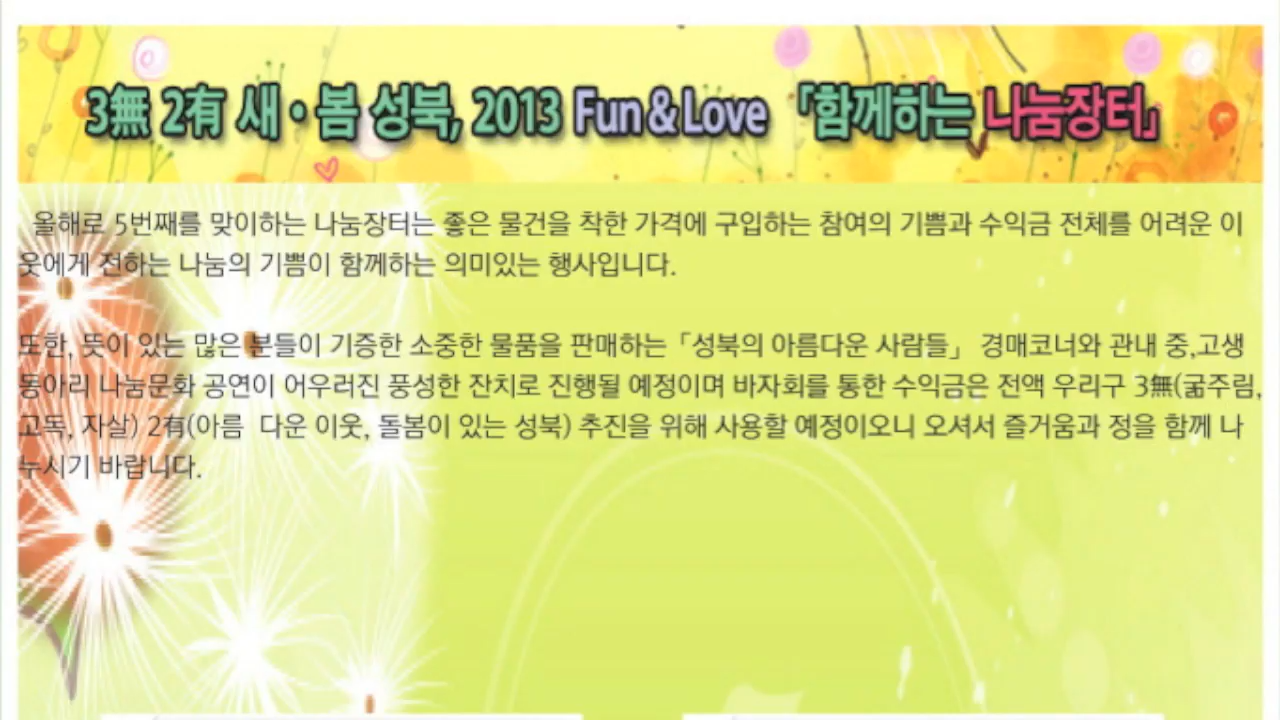 3無 2有 새·봄 성북, 2013 Fun & Love 「함께하는 나눔장터」
올해로 5번째를 맞이하는 나눔장터는 좋은 물건을 착한 가격에 구입하는 참여의 기쁨과 수익금 전체를 어려운 이
웃에게 전하는 나눔의 기쁨이 함께하는 의미있는 행사입니다.
또한, 뜻이 있는 많은 분들이 기증한 소중한 물품을 판매하는「성북의 아름다운 사람들」 경매코너와 관내 중,고생
동아리 나눔문화 공연이 어우러진 풍성한 잔치로 진행될 예정이며 바자회를 통한 수익금은 전액 우리구 3無(굶주림,
고독, 자살) 2有(아름 다운 이웃, 돌봄이 있는 성북) 추진을 위해 사용할 예정이오니 오셔서 즐거움과 정을 함께 나
누시기 바랍니다.